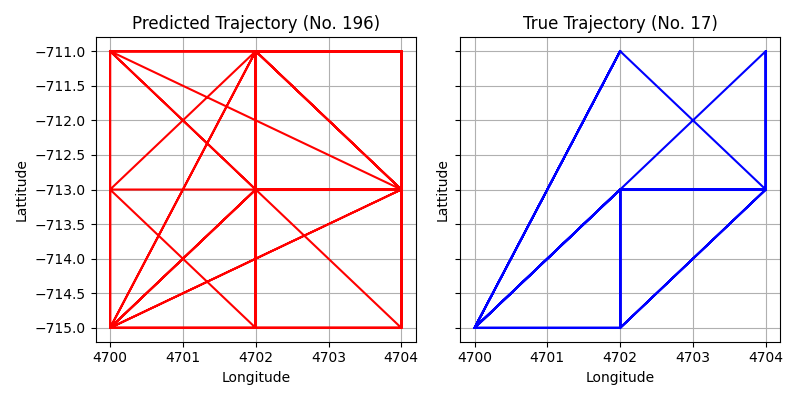 Predicted Trajectory (No. 196)
True Trajectory (No. 17)
Lattitude
−711.0
−711.5
−712.0
−712.5
−713.0
−713.5
−714.0
−714.5
−715.0
4700 4701 4702 4703 4704
Longitude
Lattitude
4700 4701 4702 4703 4704
Longitude